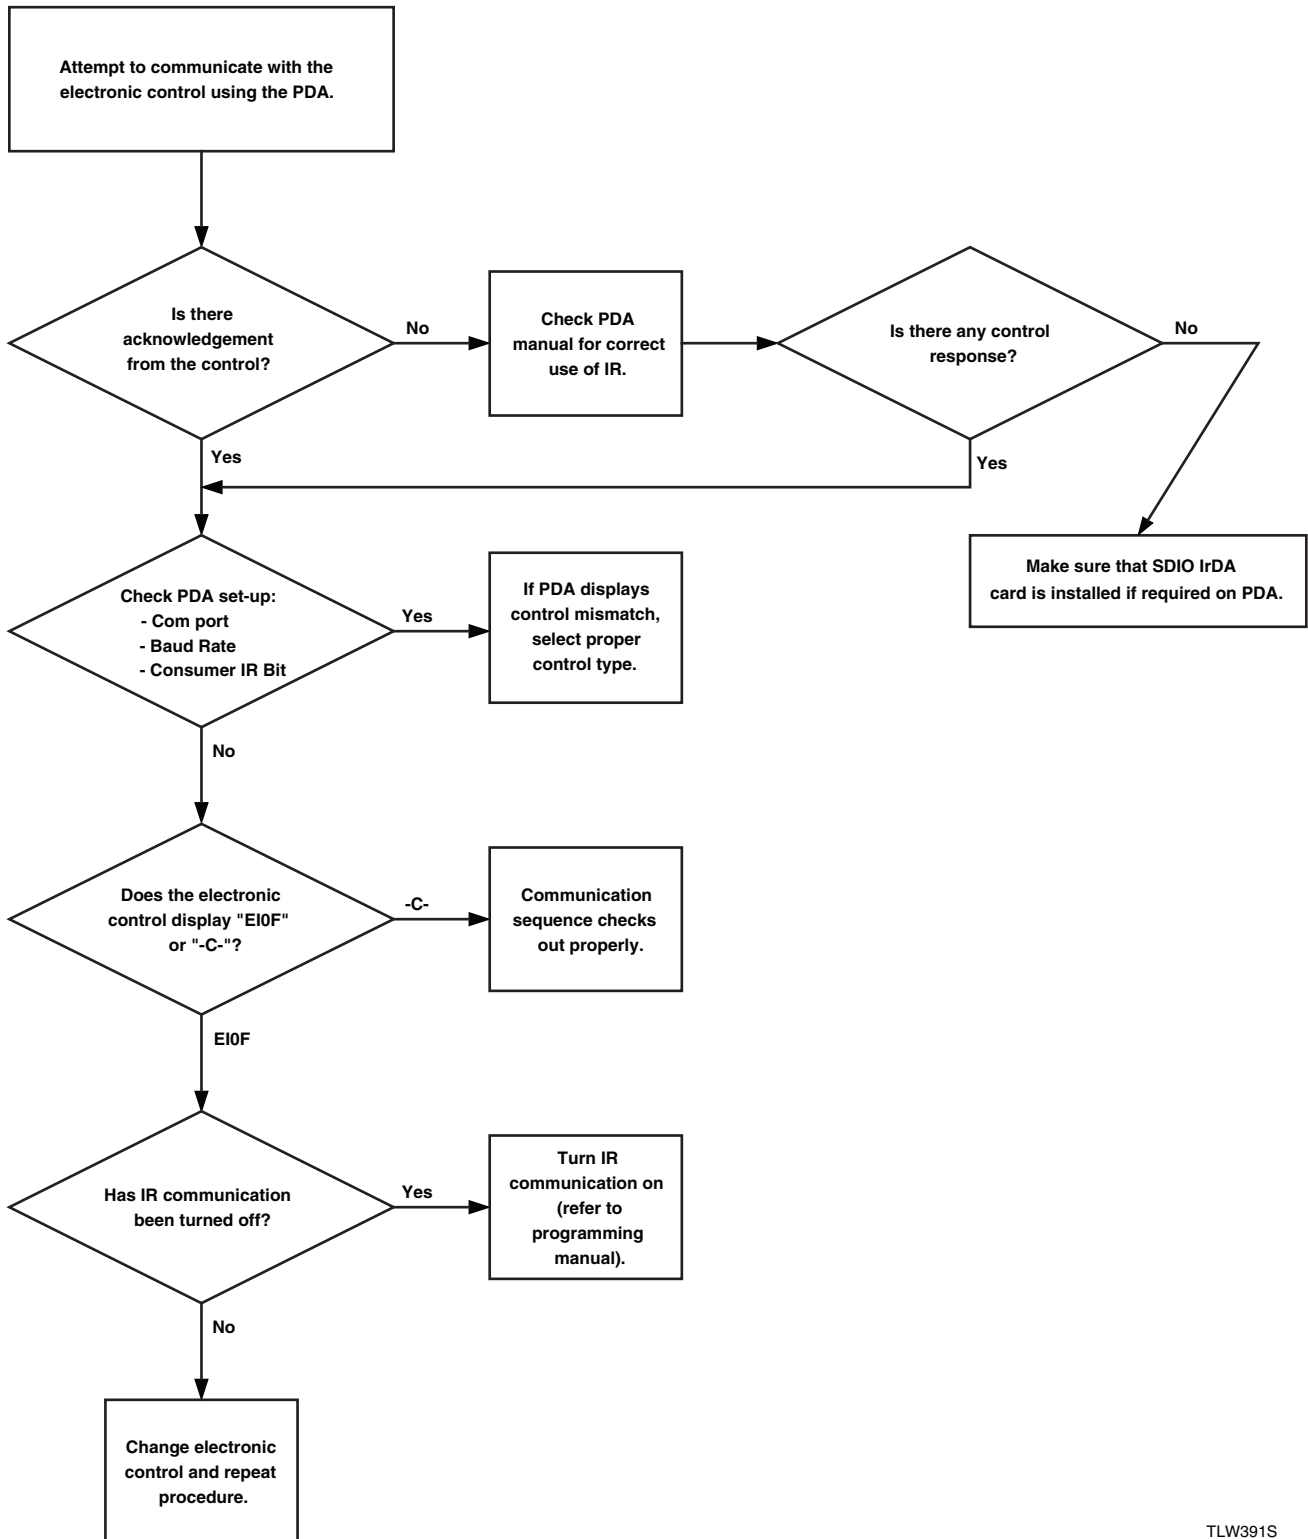 Attempt to communicate with the
electronic control using the PDA.
Is there
acknowledgement
from the control?
No
Check PDA
manual for correct
use of IR.
Is there any control
response?
No
Yes
Yes
Make sure that SDIO IrDA
card is installed if required on PDA.
Check PDA set-up:
- Com port
- Baud Rate
- Consumer IR Bit
Yes
If PDA displays
control mismatch,
select proper
control type.
No
Does the electronic
control display "EI0F"
or "-C-"?
-C-
Communication
sequence checks
out properly.
EI0F
Has IR communication
been turned off?
Yes
Turn IR
communication on
(refer to
programming
manual).
No
Change electronic
control and repeat
procedure.
TLW391S